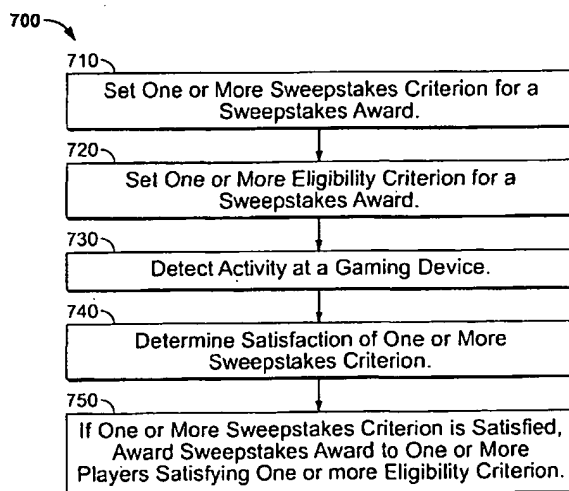 700
710
Set One or More Sweepstakes Criterion for a
Sweepstakes Award.
720
Set One or More Eligibility Criterion for a
Sweepstakes Award.
730
Detect Activity at a Gaming Device.
740
Determine Satisfaction of One or More
Sweepstakes Criterion.
750
If One or More Sweepstakes Criterion is Satisfied,
Award Sweepstakes Award to One or More
Players Satisfying One or more Eligibility Criterion.